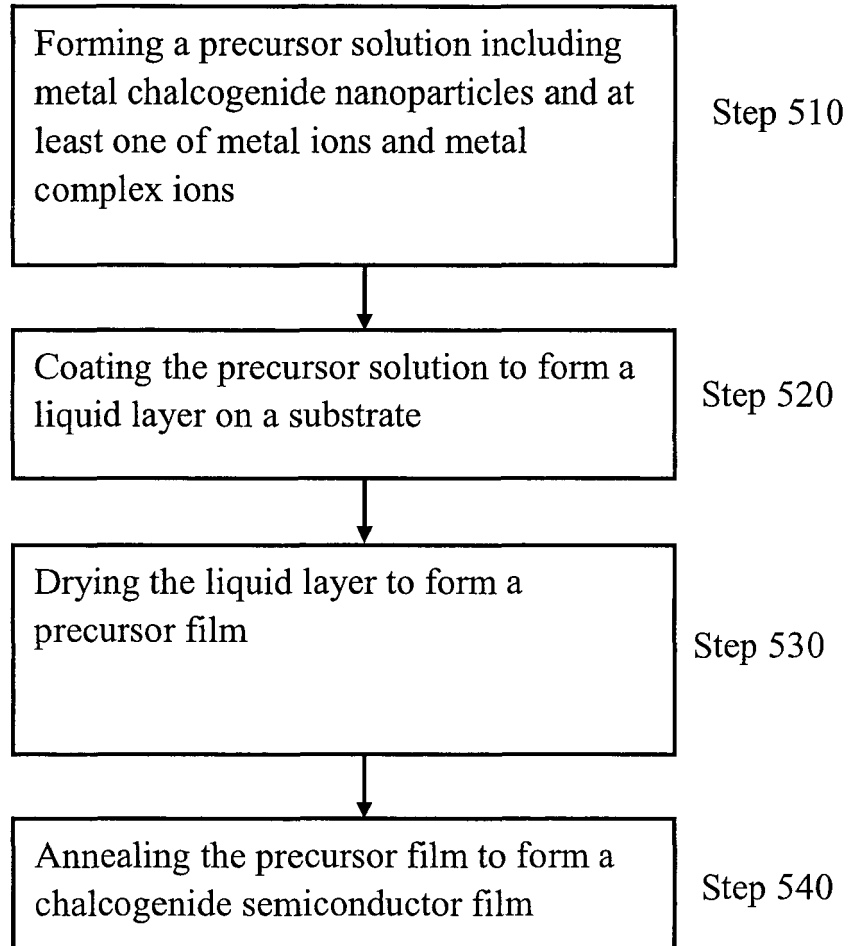 Forming a precursor solution including
metal chalcogenide nanoparticles and at
least one of metal ions and metal
complex ions
Step 510
Coating the precursor solution to form a
liquid layer on a substrate
Step 520
Drying the liquid layer to form a
precursor film
Step 530
Annealing the precursor film to form a
chalcogenide semiconductor film
Step 540